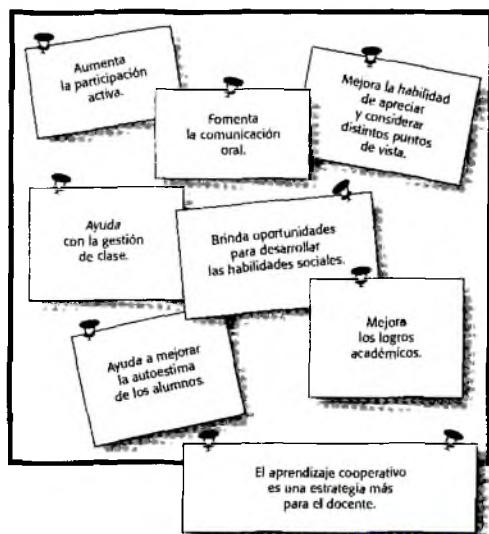 Aumenta
la participación
activa.
Fomenta
la comunicación
oral.
Mejora la habilidad
de apreciar
y considerar
distintos puntos
de vista.
Ayuda
con la gestión
de clase.
Brinda oportunidades
para desarrollar
las habilidades sociales.
Mejora
los logros
académicos.
Ayuda a mejorar
la autoestima
de los alumnos.
El aprendizaje cooperativo
es una estrategia más
para el docente.